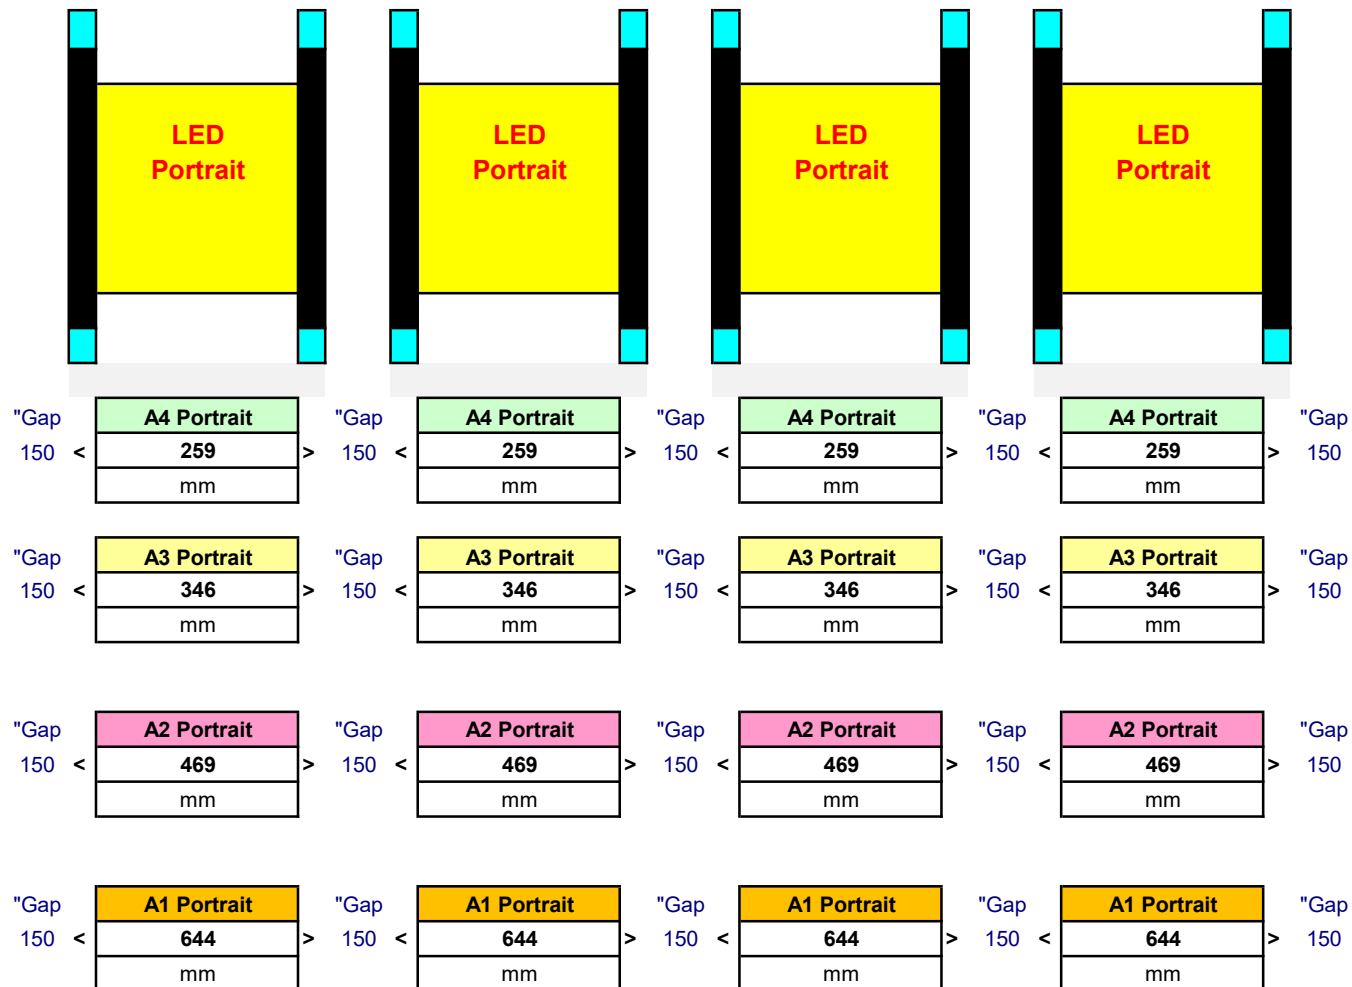 LED LED LED LED
Portrait Portrait Portrait Portrait
"Gap A4 Portrait "Gap A4 Portrait "Gap A4 Portrait "Gap A4 Portrait "Gap
150 < 259 > 150 < 259 > 150 < 259 > 150 < 259 > 150
mm mm mm mm
"Gap A3 Portrait "Gap A3 Portrait "Gap A3 Portrait "Gap A3 Portrait "Gap
150 < 346 > 150 < 346 > 150 < 346 > 150 < 346 > 150
mm mm mm mm
"Gap A2 Portrait "Gap A2 Portrait "Gap A2 Portrait "Gap A2 Portrait "Gap
150 < 469 > 150 < 469 > 150 < 469 > 150 < 469 > 150
mm mm mm mm
"Gap A1 Portrait "Gap A1 Portrait "Gap A1 Portrait "Gap A1 Portrait "Gap
150 < 644 > 150 < 644 > 150 < 644 > 150 < 644 > 150
mm mm mm mm